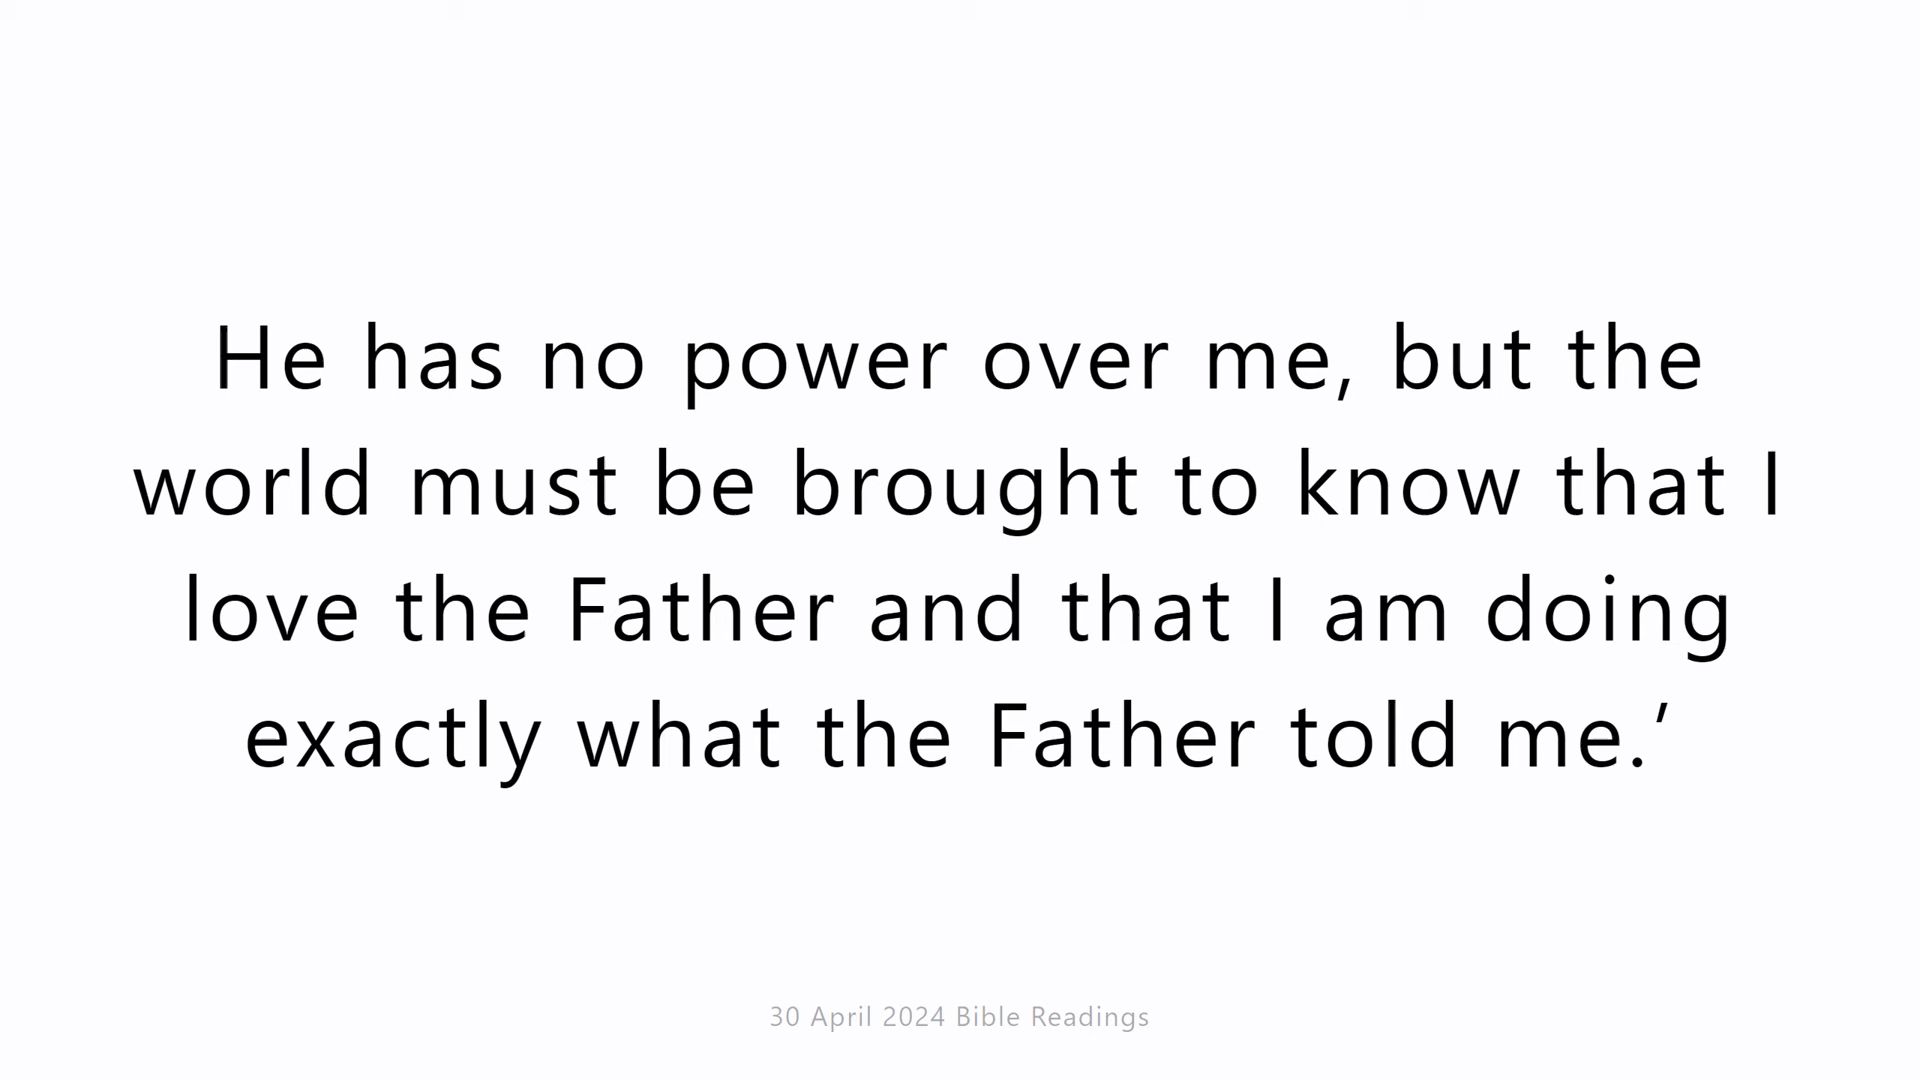 He has no power over me, but the
world must be brought to know that I
love the Father and that I am doing
exactly what the Father told me.’
30 April 2024 Bible Readings